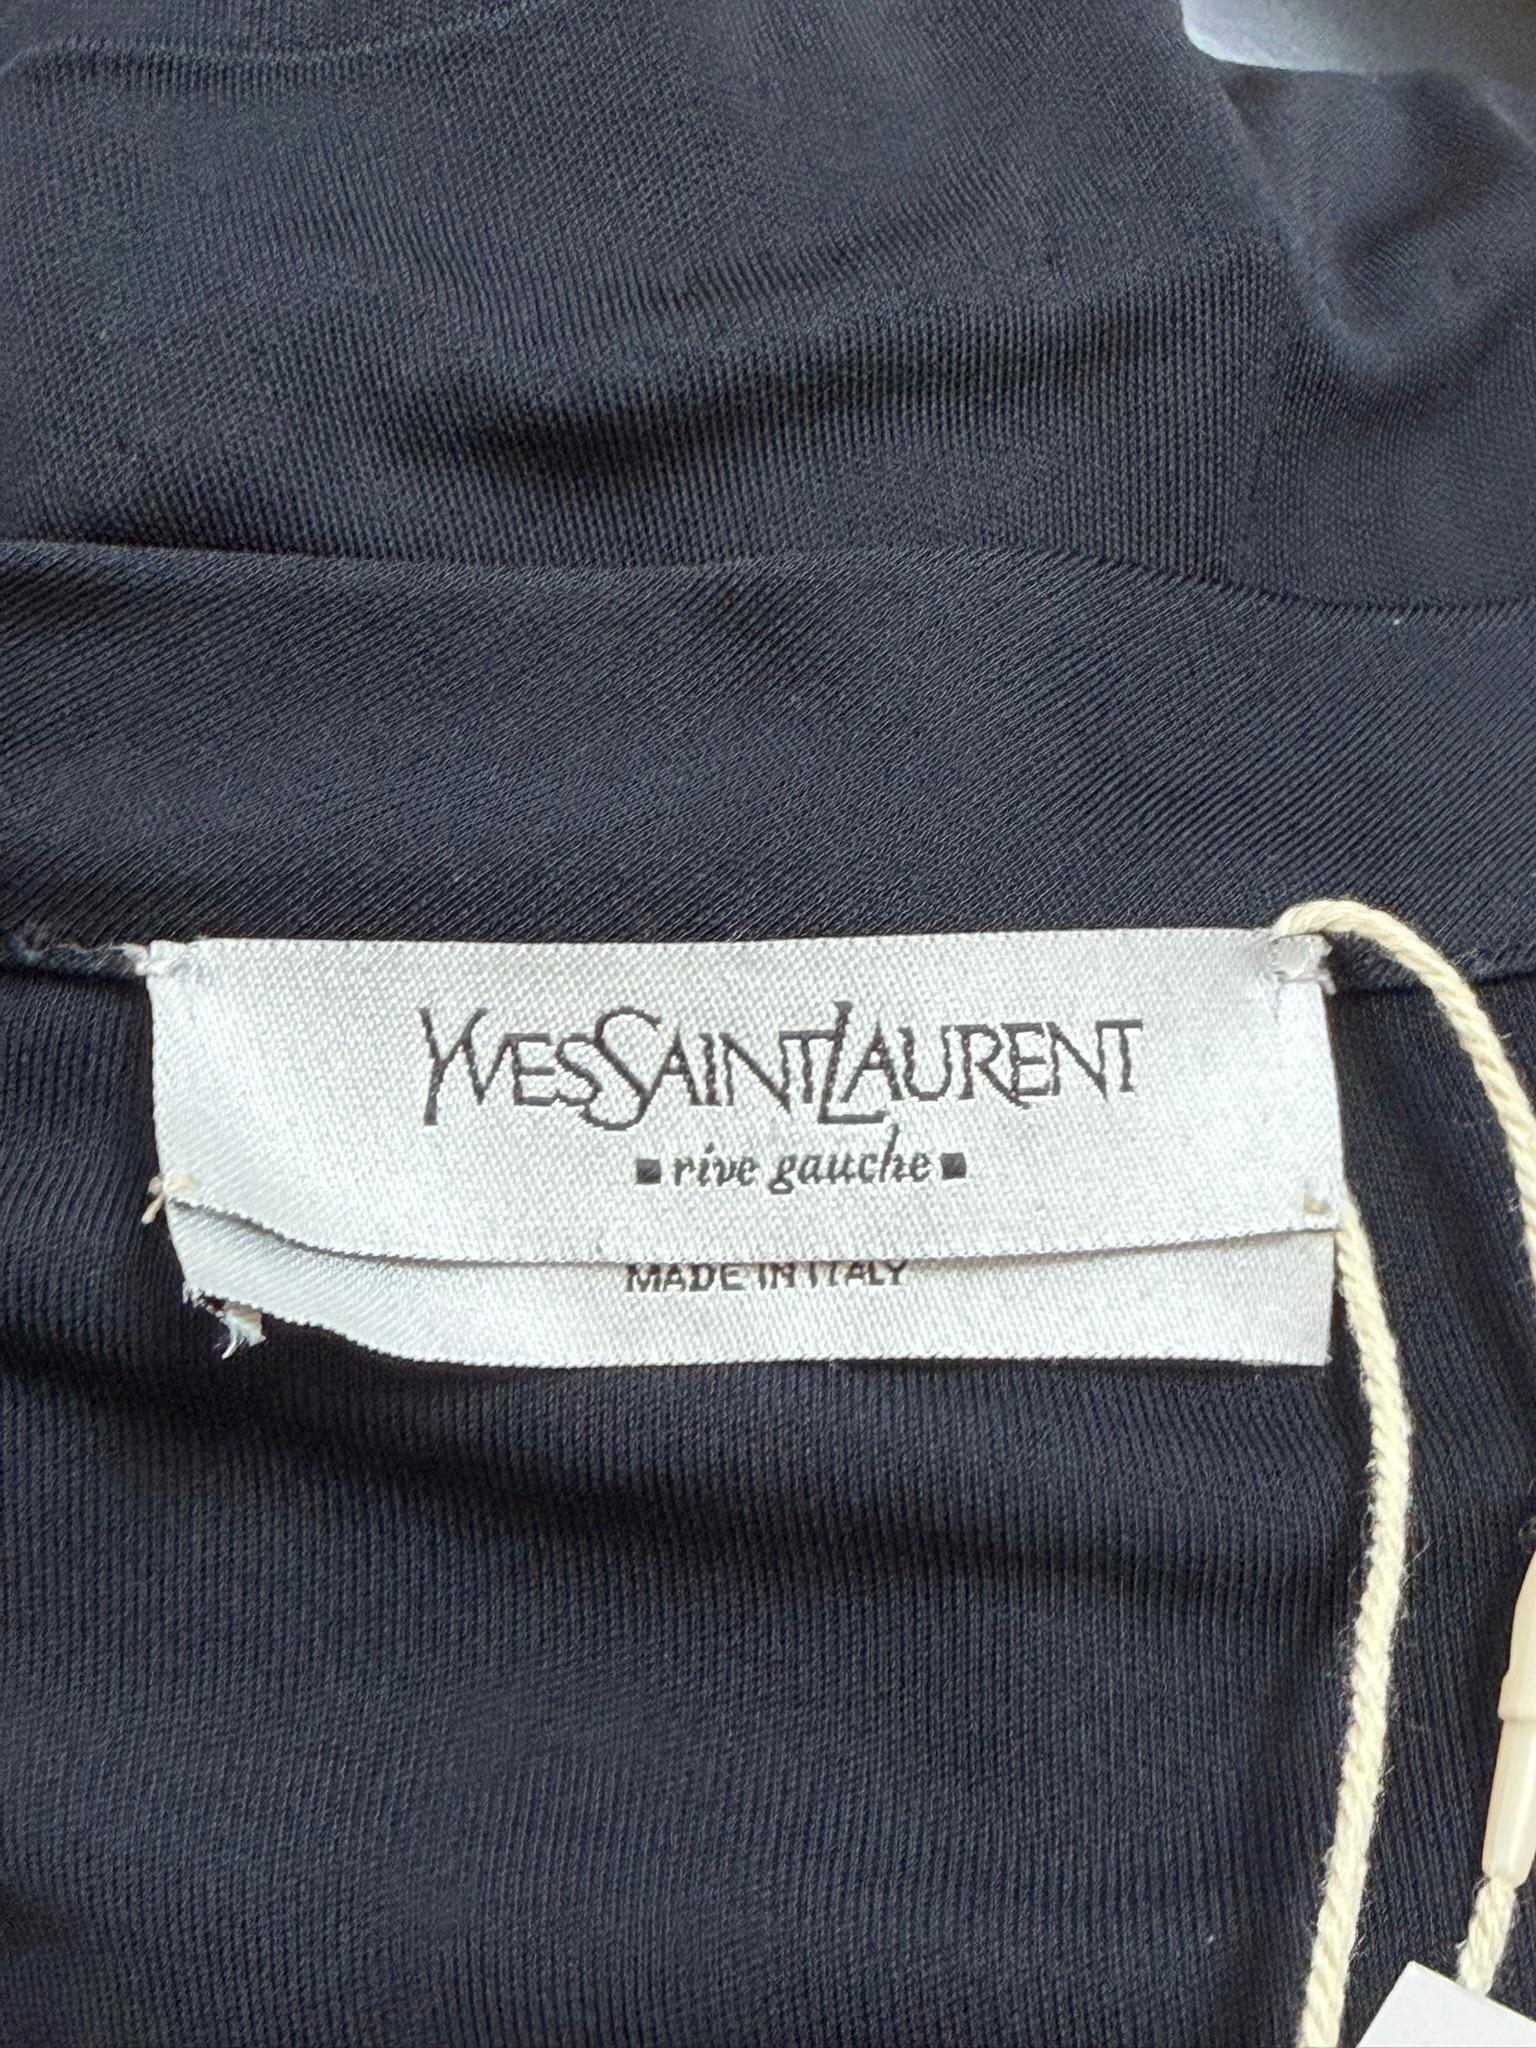 YVESSAINTLAURENT
rive gauche
MADE IN ITALY